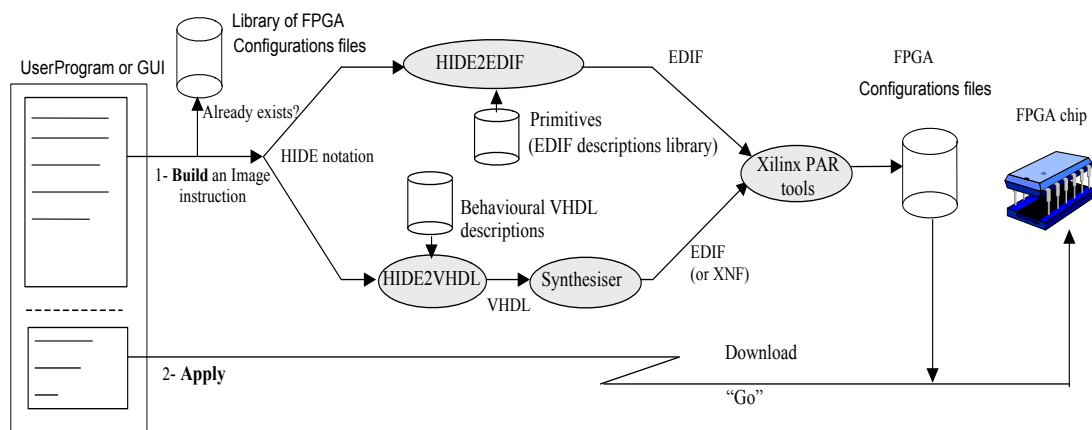 Library of FPGA
Configurations files
UserProgram or GUI
Already exists?
1- Build an Image
instruction
HIDE notation
HIDE2EDIF
EDIF
Primitives
(EDIF descriptions library)
Behavioural VHDL
descriptions
HIDE2VHDL
VHDL
Synthesiser
EDIF
(or XNF)
Xilinx PAR
tools
FPGA
Configurations files
FPGA chip
2- Apply
Download
“Go”